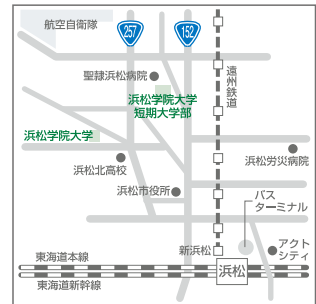 航空自衛隊
257
152
聖隷浜松病院
遠州鉄道
浜松学院大学
短期大学部
浜松学院大学
浜松北高校
浜松労災病院
浜松市役所
バス
ターミナル
新浜松
アクト
シティ
東海道本線
浜松
東海道新幹線